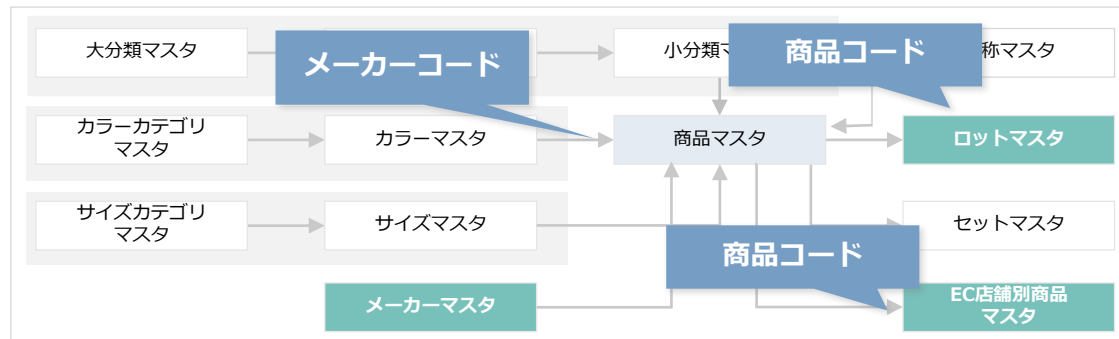 大分類マスタ
メーカーコード
小分類マ
商品コード
称マスタ
カラーカテゴリ
マスタ
カラーマスタ
商品マスタ
ロットマスタ
サイズカテゴリ
マスタ
サイズマスタ
商品コード
セットマスタ
メーカーマスタ
EC店舗別商品
マスタ